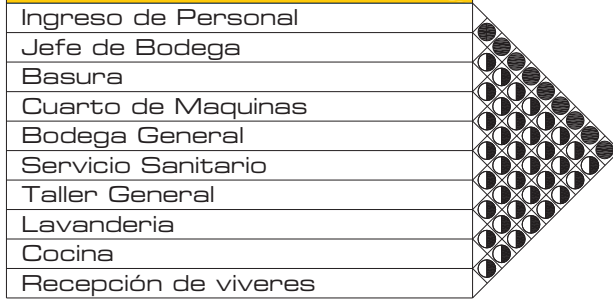 Ingreso de Personal
Jefe de Bodega
Basura
Cuarto de Maquinas
Bodega General
Servicio Sanitario
Taller General
Lavanderia
Cocina
Recepción de viveres